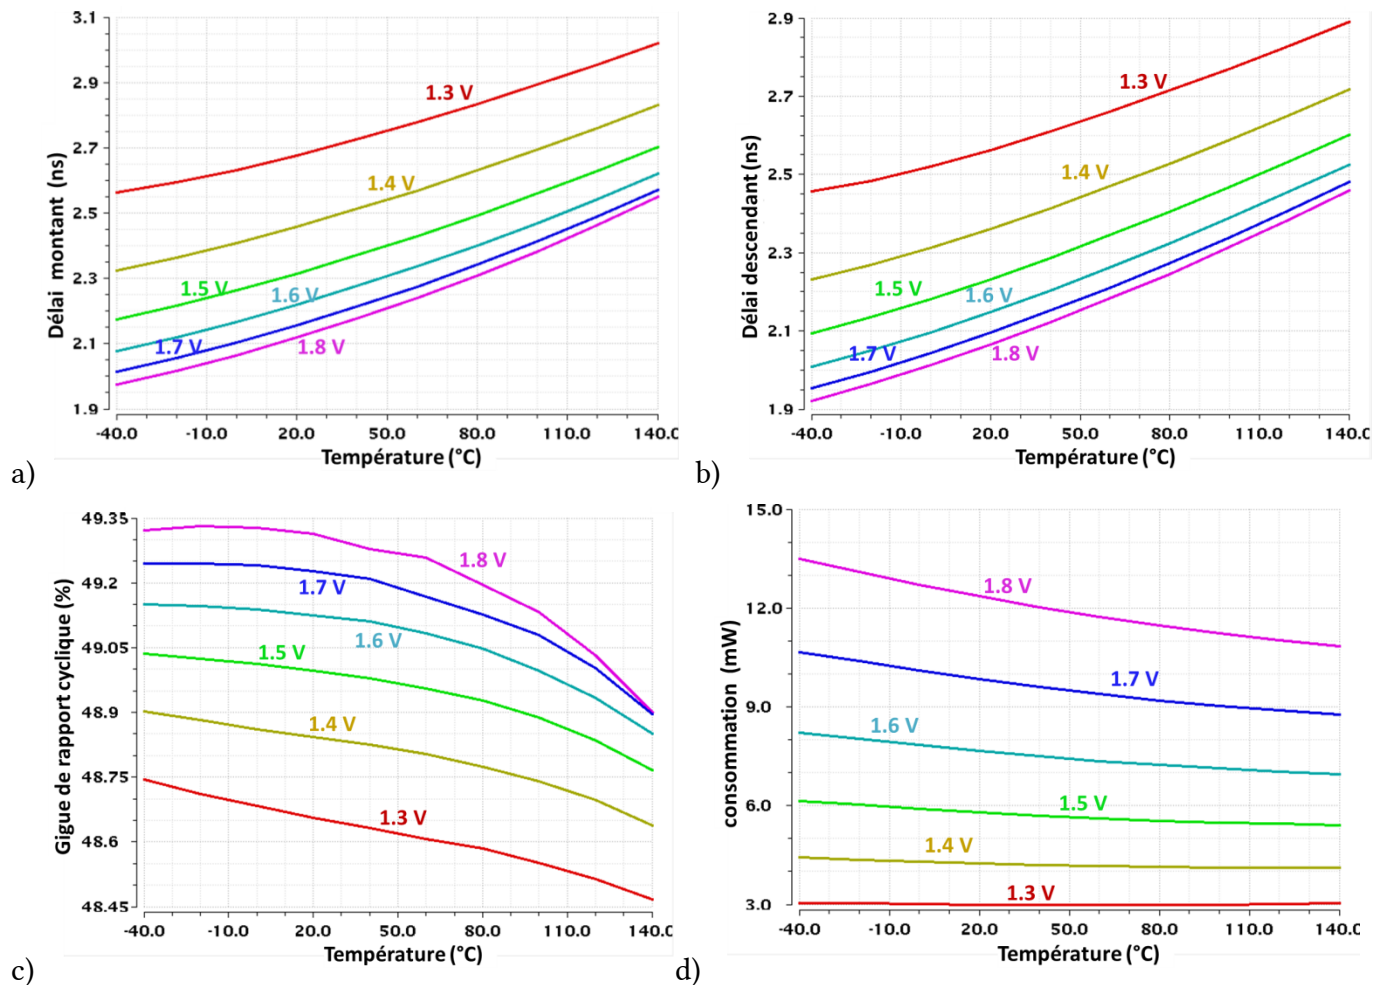 3.1
2.9
2.7
2.5
2.3
2.1
1.9
Délai montant (ns)
1.3 V
1.4 V
1.5 V
1.6 V
1.7 V
1.8 V
-40.0 -10.0 20.0 50.0 80.0 110.0 140.0
Température (°C)
a)
2.9
2.7
2.5
2.3
2.1
1.9
Délai descendant (ns)
1.3 V
1.4 V
1.5 V
1.6 V
1.7 V
1.8 V
-40.0 -10.0 20.0 50.0 80.0 110.0 140.0
Température (°C)
b)
49.35
49.2
49.05
48.9
48.75
48.6
48.45
Gigue de rapport cyclique (%)
1.8 V
1.7 V
1.6 V
1.5 V
1.4 V
1.3 V
-40.0 -10.0 20.0 50.0 80.0 110.0 140.0
Température (°C)
c)
15.0
12.0
9.0
6.0
3.0
consommation (mW)
1.8 V
1.7 V
1.6 V
1.5 V
1.4 V
1.3 V
-40.0 -10.0 20.0 50.0 80.0 110.0 140.
Température (°C)
d)